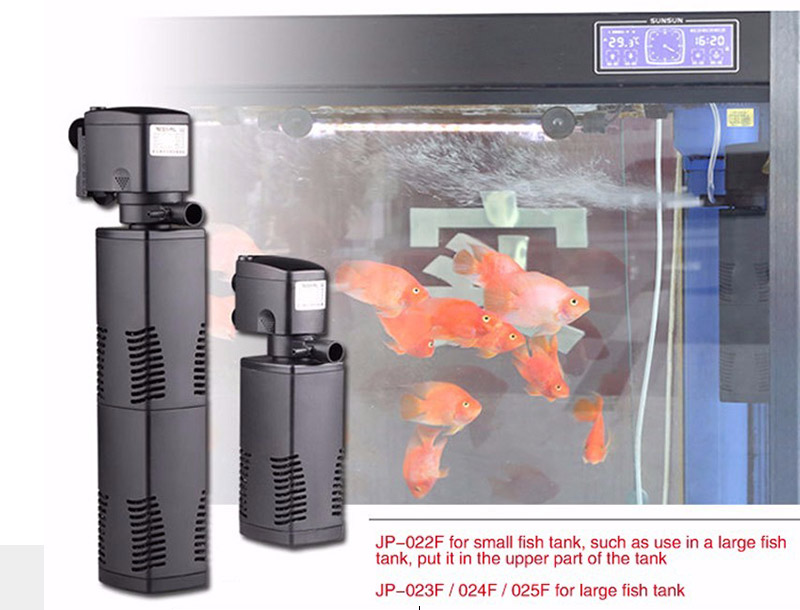 SUNSUN
29.3℃
16:20
JP-022F for small fish tank, such as use in a large fish
tank, put it in the upper part of the tank
JP-023F / 024F / 025F for large fish tank